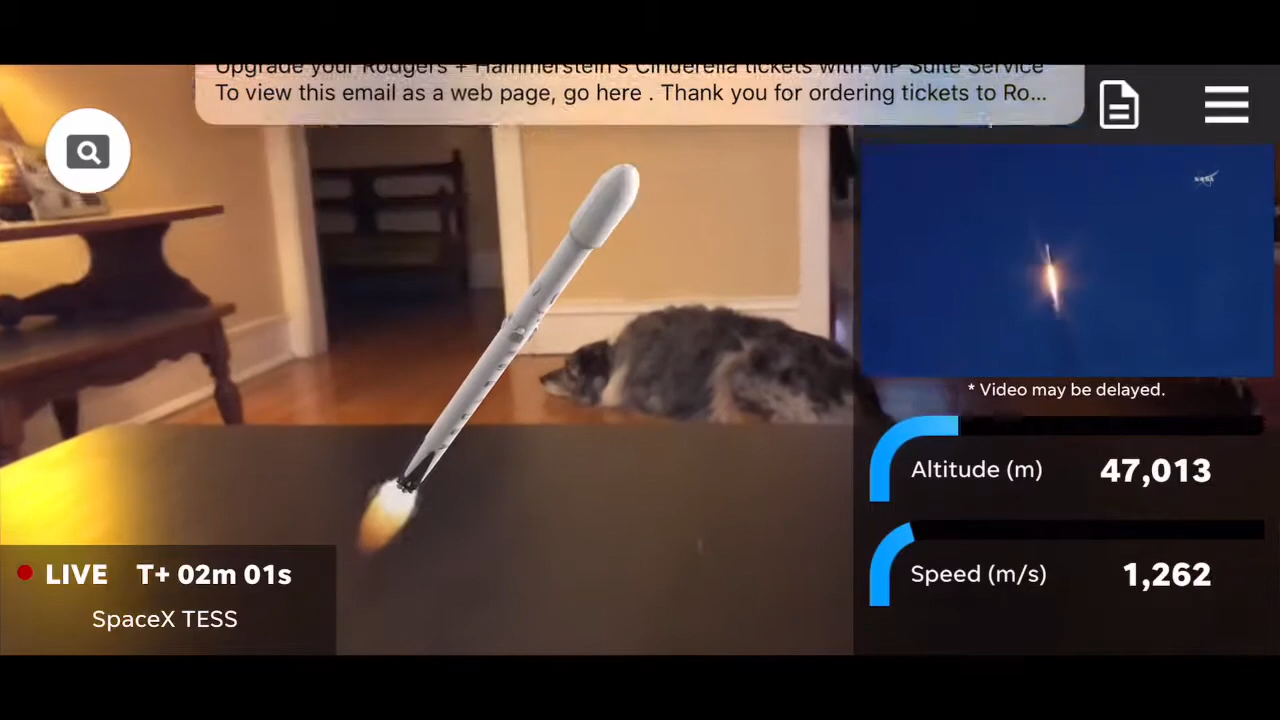 Upgrade your Rodgers + Hammerstein's Cinderella tickets with VIP Suite Service
To view this email as a web page, go here . Thank you for ordering tickets to Ro...
NASA
* Video may be delayed.
Altitude (m) 47,013
Speed (m/s) 1,262
LIVE T+ 02m 01s
SpaceX TESS